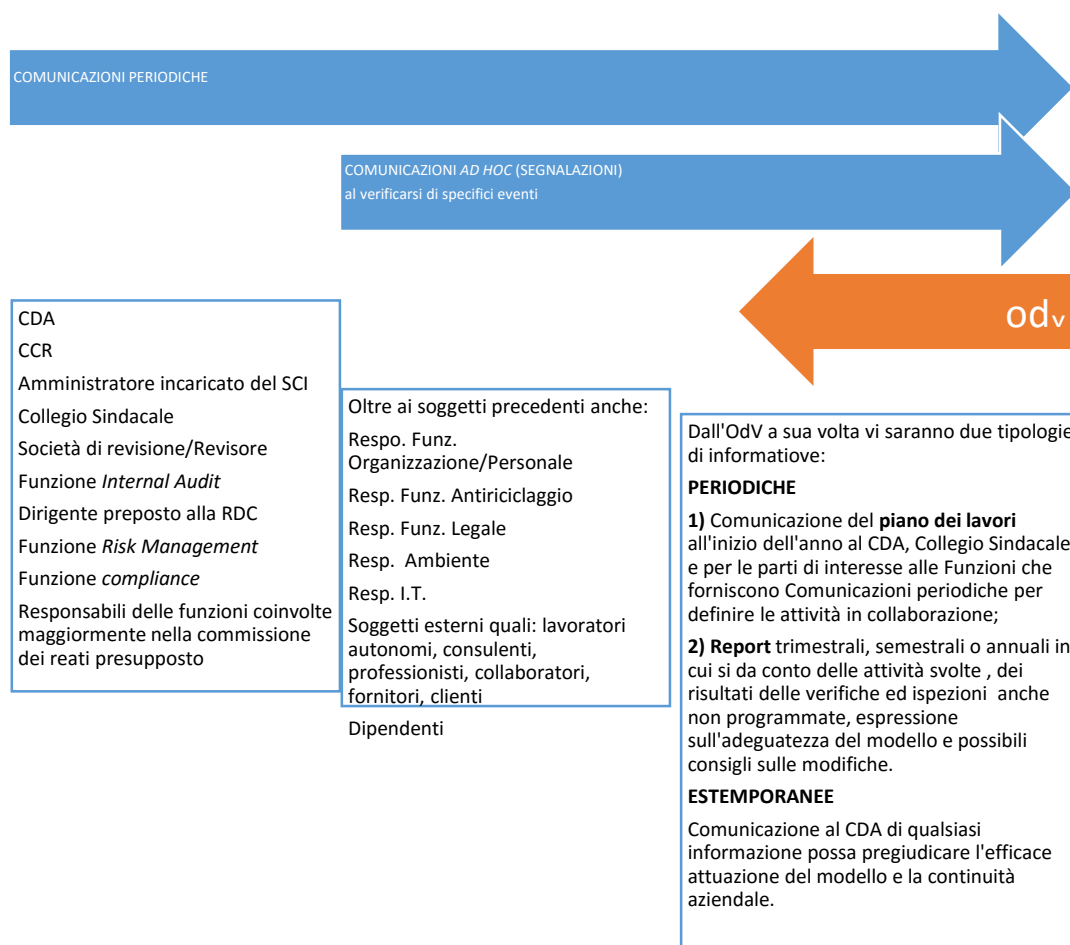 COMUNICAZIONI PERIODICHE
COMUNICAZIONI AD HOC (SEGNALAZIONI)
al verificarsi di specifici eventi
odv
CDA
CCR
Amministratore incaricato del SCI
Collegio Sindacale
Società di revisione/Revisore
Funzione Internal Audit
Dirigente preposto alla RDC
Funzione Risk Management
Funzione compliance
Responsabili delle funzioni coinvolte
maggiormente nella commissione
dei reati presupposto
Oltre ai soggetti precedenti anche:
Respo. Funz.
Organizzazione/Personale
Resp. Funz. Antiriciclaggio
Resp. Funz. Legale
Resp. Ambiente
Resp. I.T.
Soggetti esterni quali: lavoratori
autonomi, consulenti,
professionisti, collaboratori,
fornitori, clienti
Dipendenti
Dall'OdV a sua volta vi saranno due tipologie
di informatiove:
PERIODICHE
1) Comunicazione del piano dei lavori
all'inizio dell'anno al CDA, Collegio Sindacale
e per le parti di interesse alle Funzioni che
forniscono Comunicazioni periodiche per
definire le attività in collaborazione;
2) Report trimestrali, semestrali o annuali in
cui si da conto delle attività svolte , dei
risultati delle verifiche ed ispezioni anche
non programmate, espressione
sull'adeguatezza del modello e possibili
consigli sulle modifiche.
ESTEMPORANEE
Comunicazione al CDA di qualsiasi
informazione possa pregiudicare l'efficace
attuazione del modello e la continuità
aziendale.